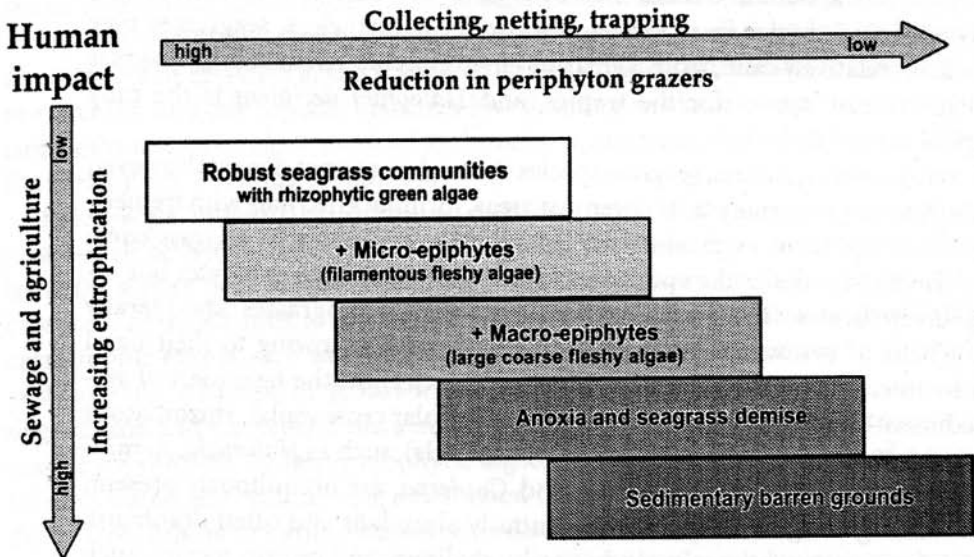 Collecting, netting, trapping
Human
impact
high
low
Reduction in periphyton grazers
low
high
Sewage and agriculture
Increasing eutrophication
Robust seagrass communities
with rhizophytic green algae
+ Micro-epiphytes
(filamentous fleshy algae)
+ Macro-epiphytes
(large coarse fleshy algae)
Anoxia and seagrass demise
Sedimentary barren grounds